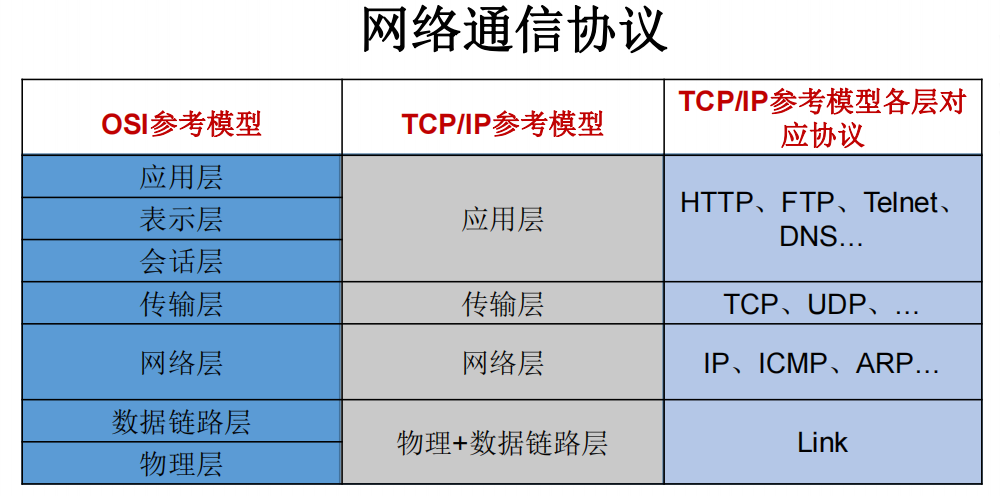 网络通信协议
OSI参考模型
TCP/IP参考模型
TCP/IP参考模型各层对
应协议
应用层
表示层
会话层
应用层
HTTP、FTP、Telnet、
DNS…
传输层
传输层
TCP、UDP、…
网络层
网络层
IP、ICMP、ARP…
数据链路层
物理层
物理+数据链路层
Link